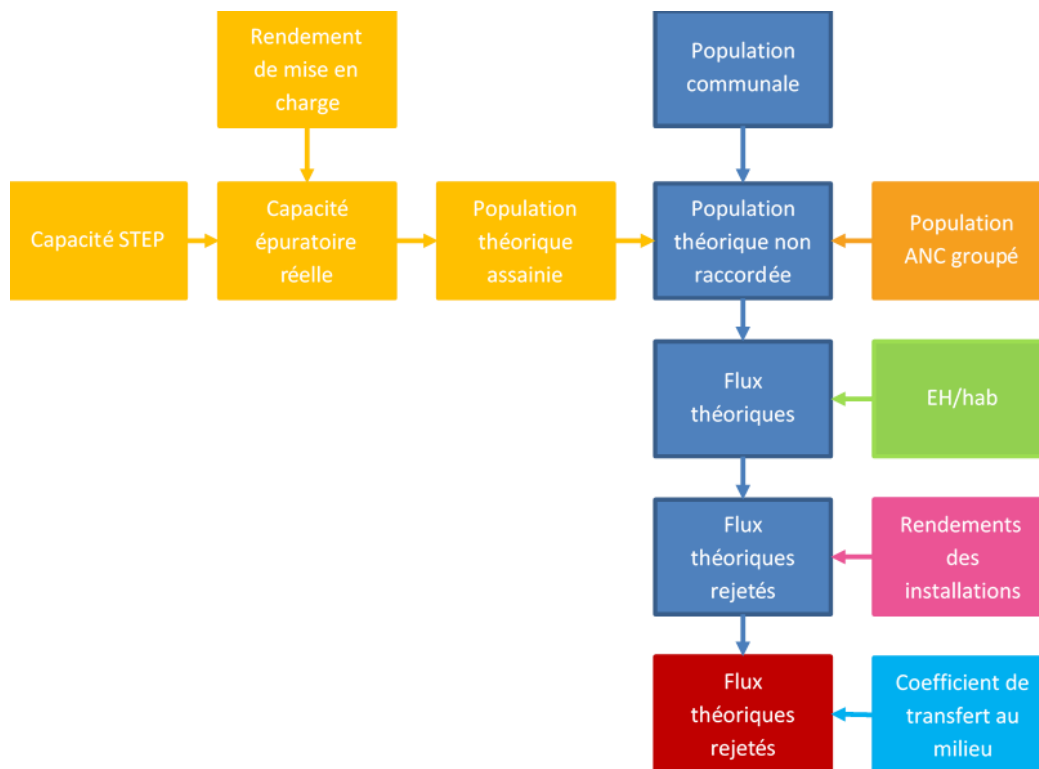 Rendement
de mise en
charge
Population
communale
Capacité STEP
Capacité
épuratoire
réelle
Population
théorique
assainie
Population
théorique non
raccordée
Population
ANC groupé
Flux
théoriques
EH/hab
Flux
théoriques
rejetés
Rendements
des
installations
Flux
théoriques
rejetés
Coefficient de
transfert au
milieu